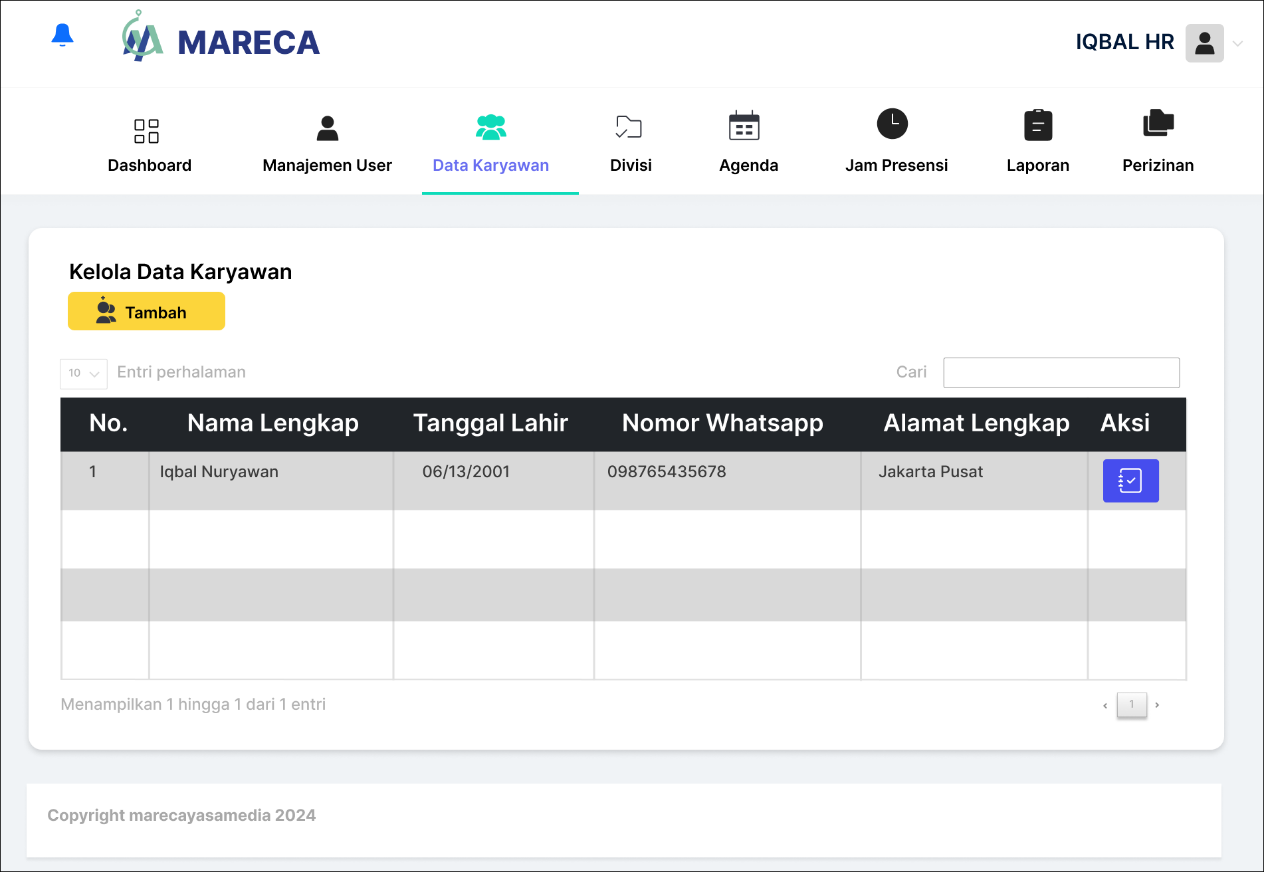 MARECA
IQBAL HR
Dashboard
Manajemen User
Data Karyawan
Divisi
Agenda
Jam Presensi
Laporan
Perizinan
Kelola Data Karyawan
Tambah
10 Entri perhalaman
Cari
No. Nama Lengkap Tanggal Lahir Nomor Whatsapp Alamat Lengkap Aksi
1 Iqbal Nuryawan 06/13/2001 098765435678 Jakarta Pusat
Menampilkan 1 hingga 1 dari 1 entri
‹ 1 ›
Copyright marecayasamedia 2024